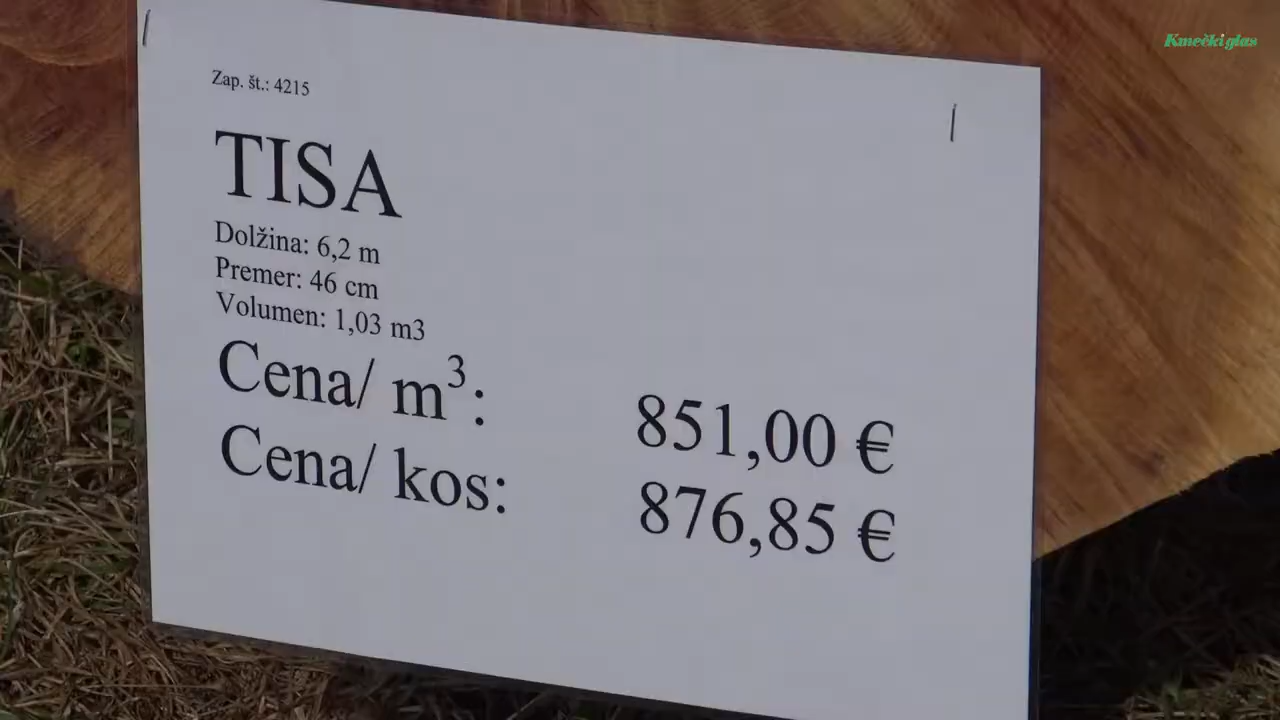 Kmečki glas
Zap. št.: 4215
TISA
Dolžina: 6,2 m
Premer: 46 cm
Volumen: 1,03 m3
Cena/ m³: 851,00 €
Cena/ kos: 876,85 €